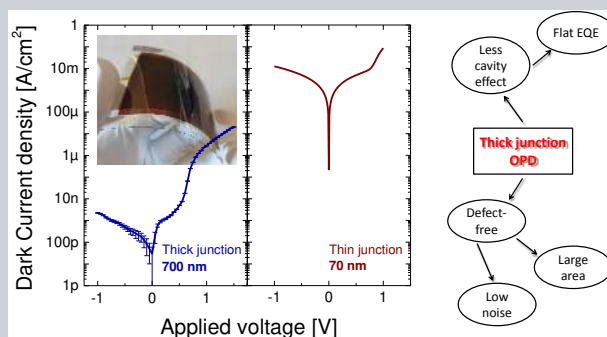 Dark Current density [A/cm²]
1
10m
100µ
1µ
10n
100p
1p
Thick junction
700 nm
Thin junction
70 nm
-1
0
1
-1
0
1
Applied voltage [V]
Flat EQE
Less
cavity
effect
Thick junction
OPD
Defect-
free
Large
area
Low
noise